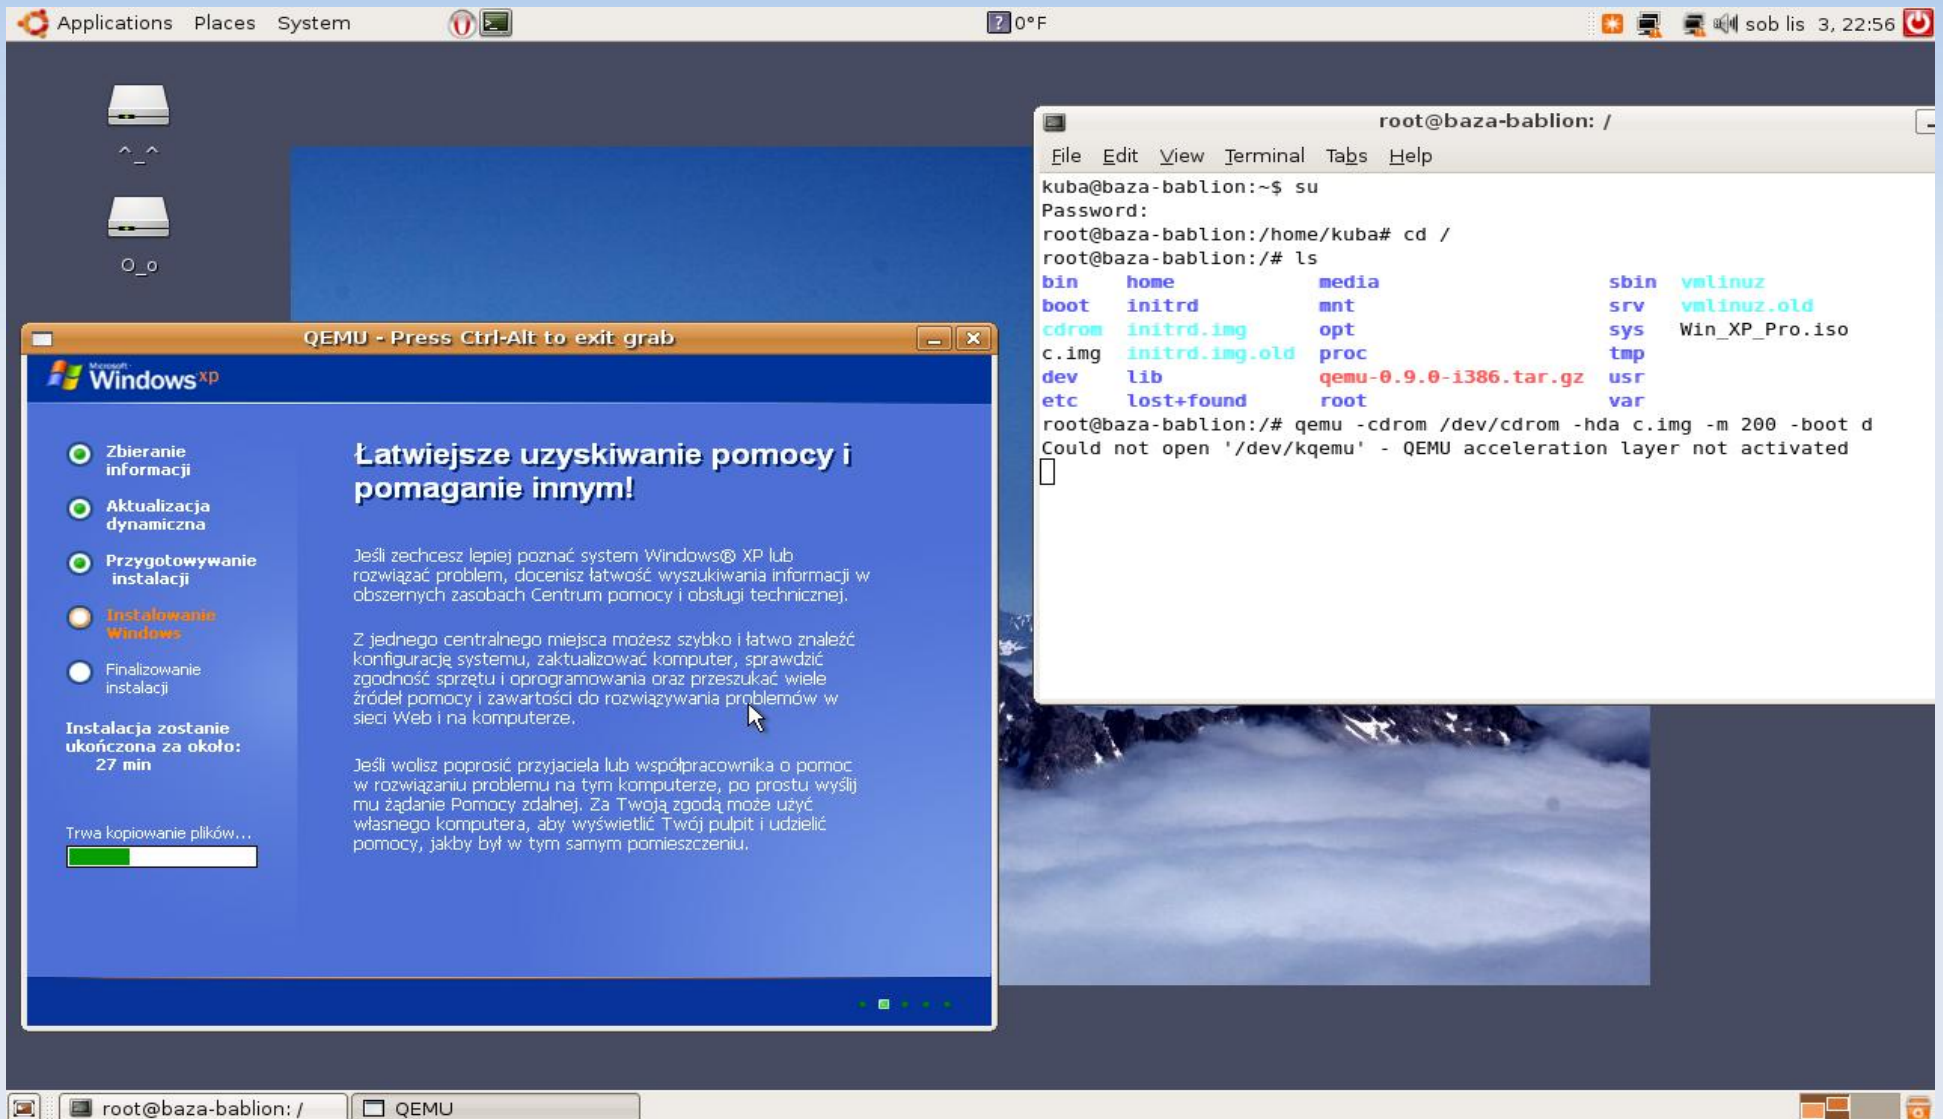 Applications Places System
0°F
sob lis 3, 22:56
^_^
O_o
QEMU - Press Ctrl-Alt to exit grab
Microsoft
Windows xp
Zbieranie
informacji
Aktualizacja
dynamiczna
Przygotowywanie
instalacji
Instalowanie
Windows
Finalizowanie
instalacji
Instalacja zostanie
ukończona za około:
27 min
Trwa kopiowanie plików...
Łatwiejsze uzyskiwanie pomocy i
pomaganie innym!
Jeśli zechcesz lepiej poznać system Windows® XP lub
rozwiązać problem, docenisz łatwość wyszukiwania informacji w
obszernych zasobach Centrum pomocy i obsługi technicznej.
Z jednego centralnego miejsca możesz szybko i łatwo znaleźć
konfigurację systemu, zaktualizować komputer, sprawdzić
zgodność sprzętu i oprogramowania oraz przeszukać wiele
źródeł pomocy i zawartości do rozwiązywania problemów w
sieci Web i na komputerze.
Jeśli wolisz poprosić przyjaciela lub współpracownika o pomoc
w rozwiązaniu problemu na tym komputerze, po prostu wyślij
mu żądanie Pomocy zdalnej. Za Twoją zgodą może użyć
własnego komputera, aby wyświetlić Twój pulpit i udzielić
pomocy, jakby był w tym samym pomieszczeniu.
root@baza-bablion: /
File Edit View Terminal Tabs Help
kuba@baza-bablion:~$ su
Password:
root@baza-bablion:/home/kuba# cd /
root@baza-bablion:/# ls
bin home media sbin vmlinuz
boot initrd mnt srv vmlinuz.old
cdrom initrd.img opt sys Win_XP_Pro.iso
c.img initrd.img.old proc tmp
dev lib qemu-0.9.0-i386.tar.gz usr
etc lost+found root var
root@baza-bablion:/# qemu -cdrom /dev/cdrom -hda c.img -m 200 -boot d
Could not open '/dev/kqemu' - QEMU acceleration layer not activated
root@baza-bablion: /
QEMU